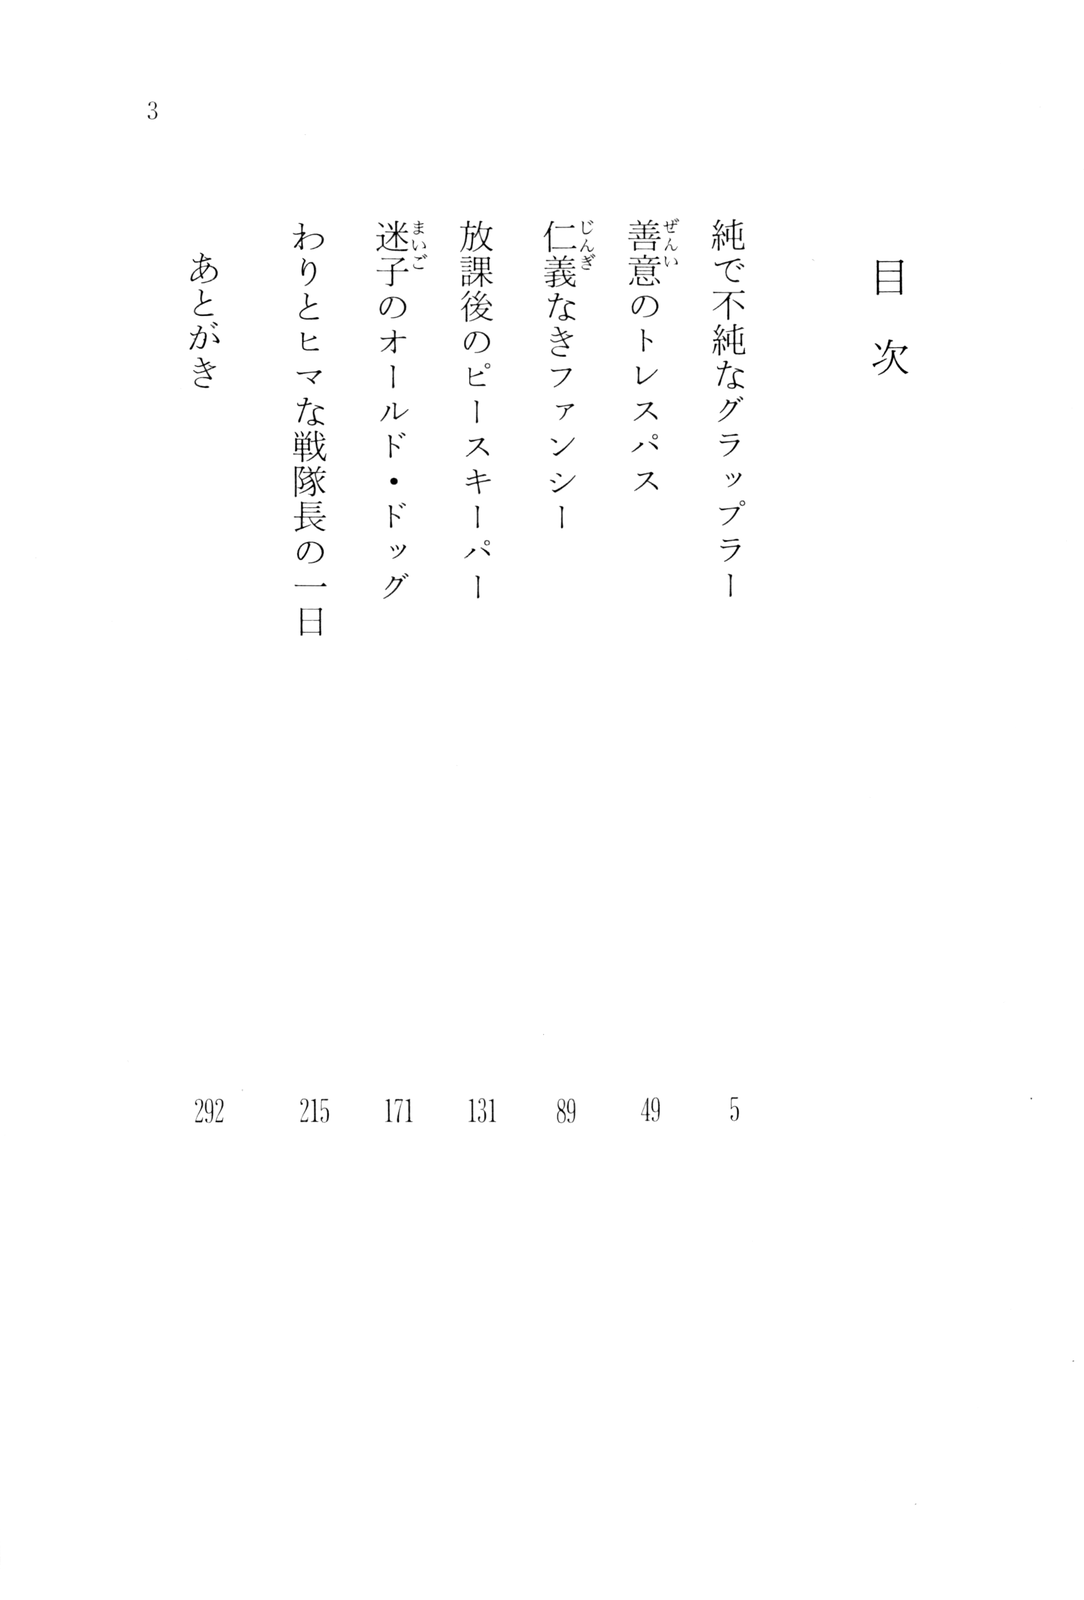 3
目次
純で不純なグラップラー 5
善意のトレスパス 49
ぜんい
仁義なきファンシー 89
じんぎ
放課後のピースキーパー 131
迷子のオールド・ドッグ 171
まいご
わりとヒマな戦隊長の一日 215
あとがき 292